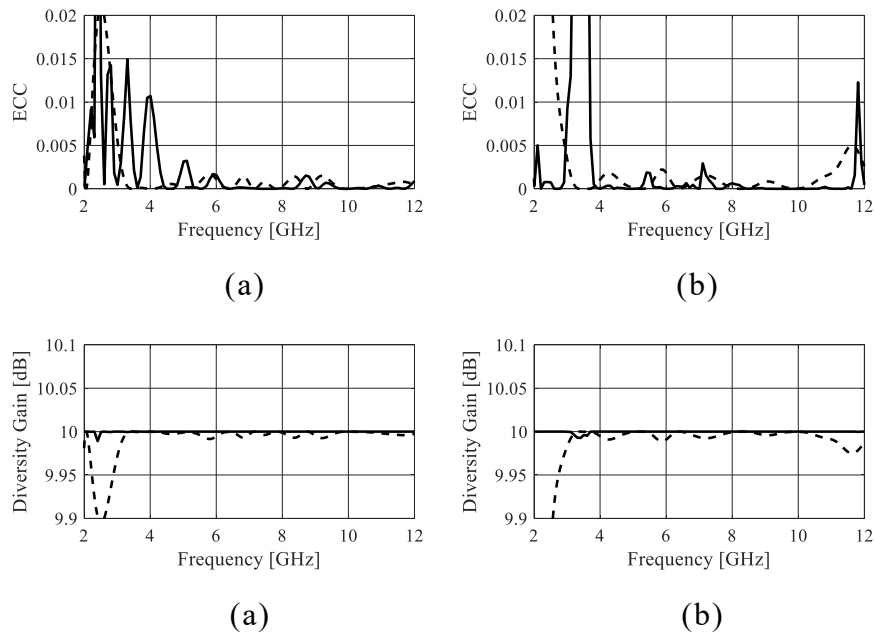 0.02
0.015
0.01
0.005
0
ECC
2 4 6 8 10 12
Frequency [GHz]
(a)
0.02
0.015
0.01
0.005
0
ECC
2 4 6 8 10 12
Frequency [GHz]
(b)
10.1
10.05
10
9.95
9.9
Diversity Gain [dB]
2 4 6 8 10 12
Frequency [GHz]
(a)
10.1
10.05
10
9.95
9.9
Diversity Gain [dB]
2 4 6 8 10 12
Frequency [GHz]
(b)